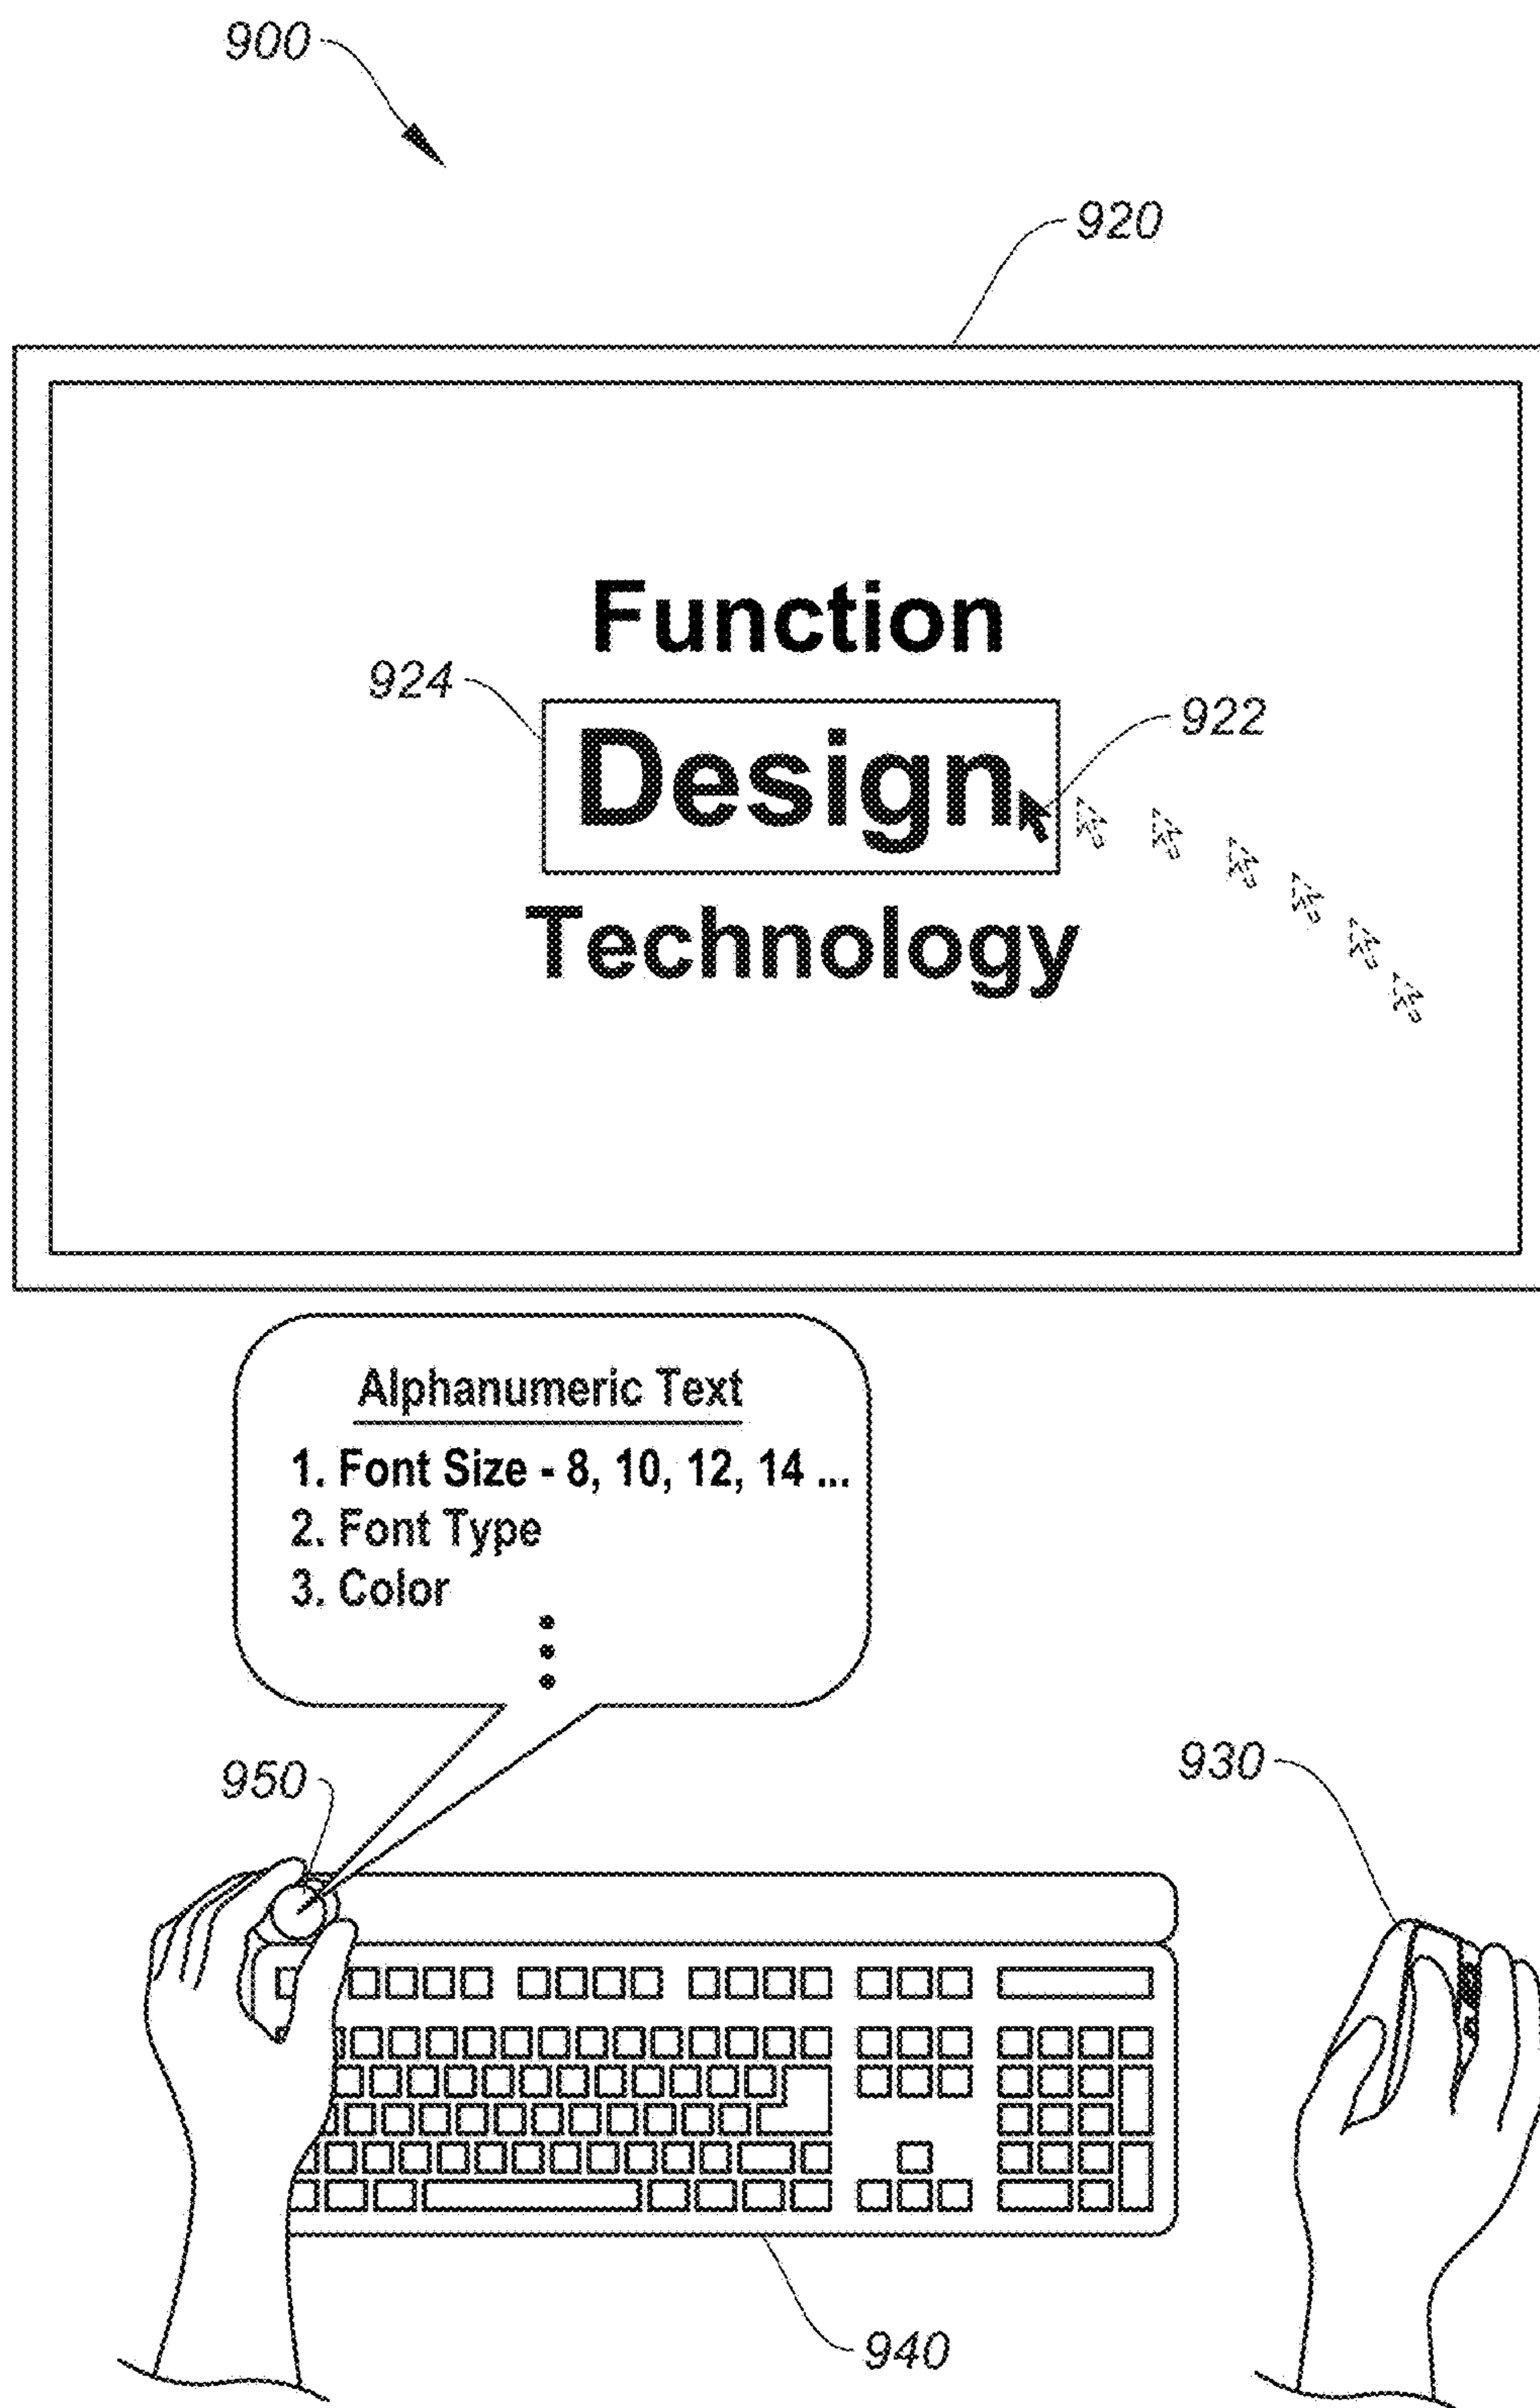 900
920
Function
924
922
Design
Technology
Alphanumeric Text
1. Font Size - 8, 10, 12, 14 ...
2. Font Type
3. Color
950
930
940